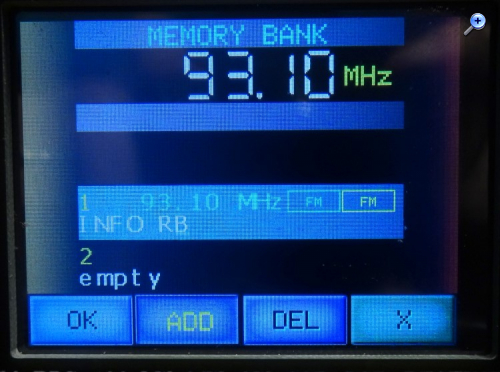 MEMORY BANK
93.10 MHz
1 93.10 MHz FM FM
INFO RB
2
empty
OK ADD DEL X